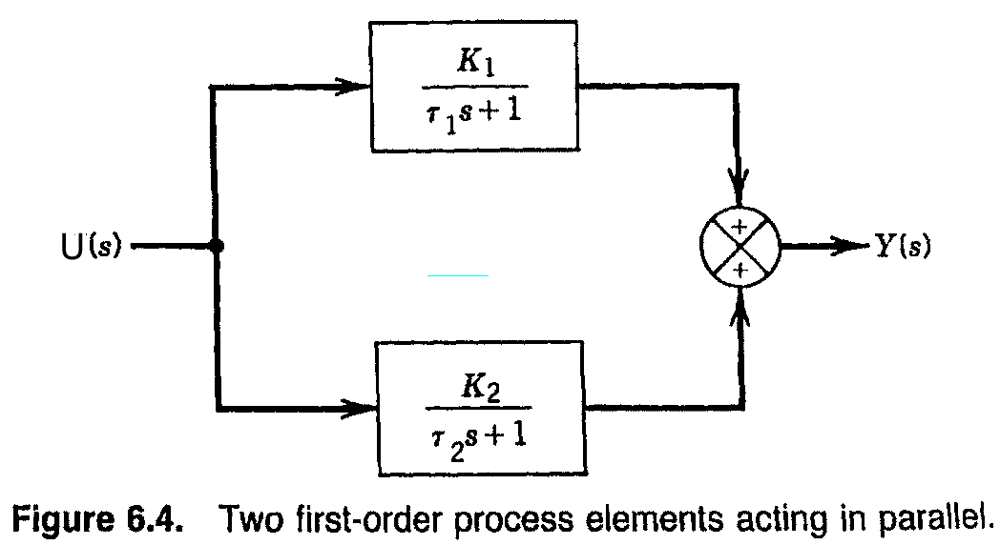 K1
τ1s+1
U(s)
+
+
Y(s)
K2
τ2s+1
Figure 6.4. Two first-order process elements acting in parallel.